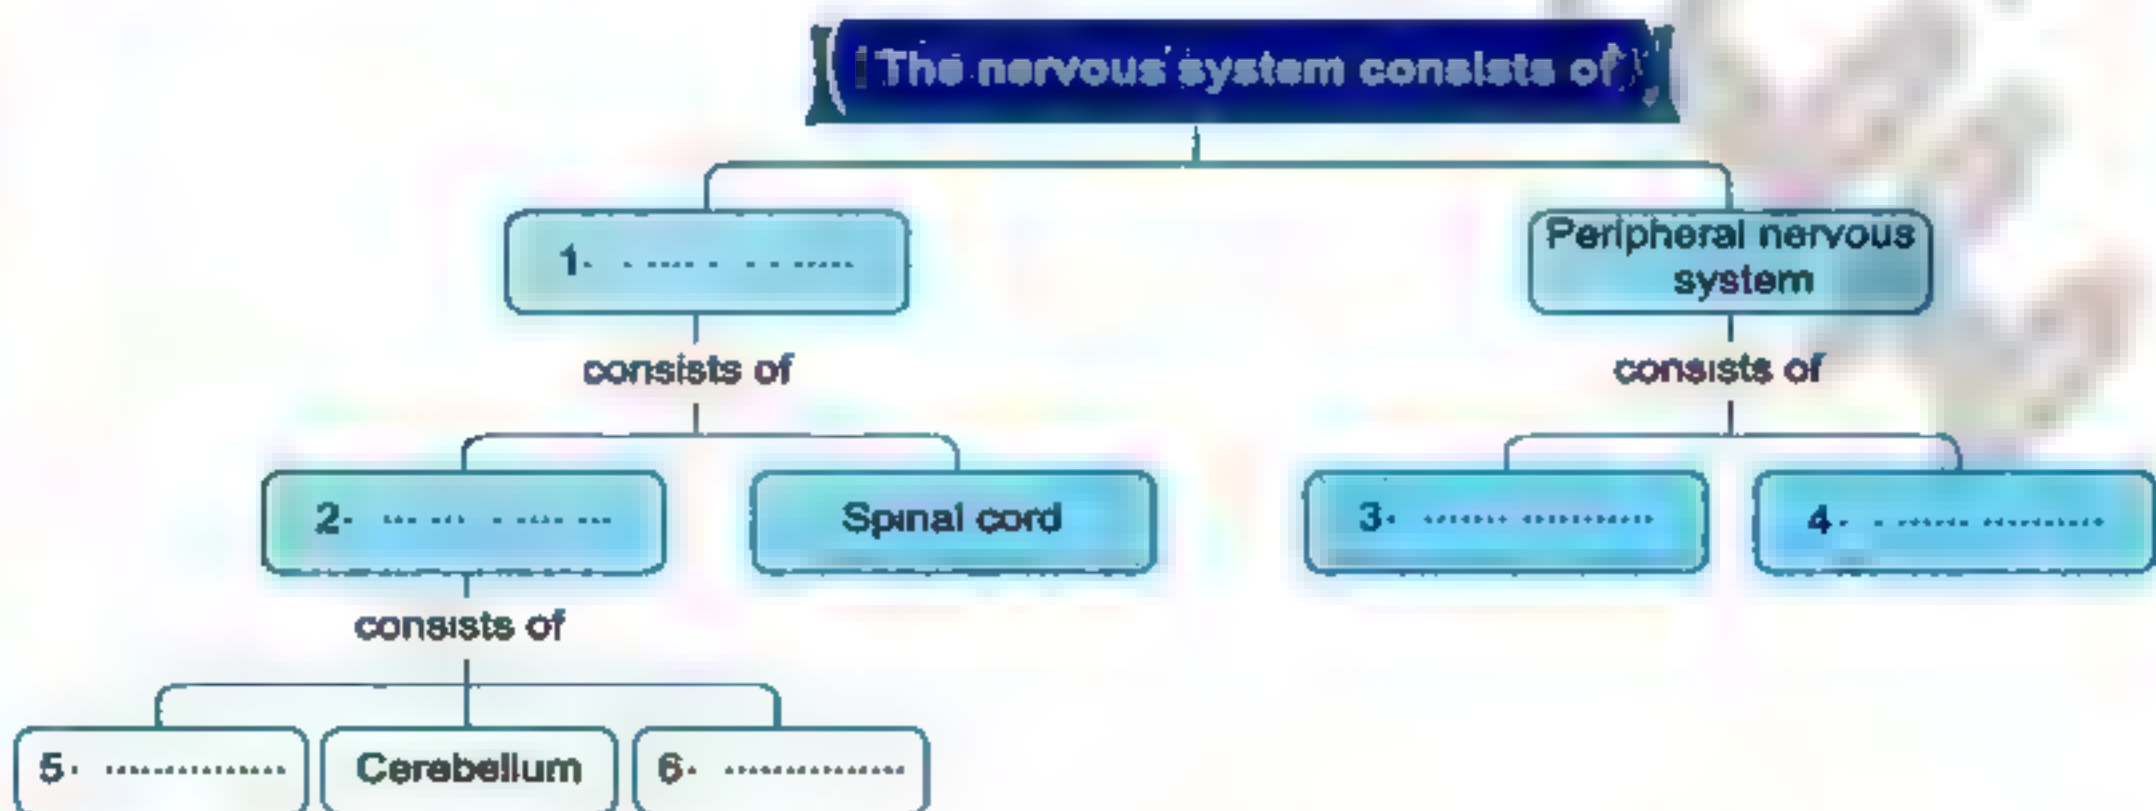 The nervous system consists of
1. .................
Peripheral nervous
system
consists of
consists of
2. .................
Spinal cord
3. .................
4. .................
consists of
5. .................
Cerebellum
6. .................